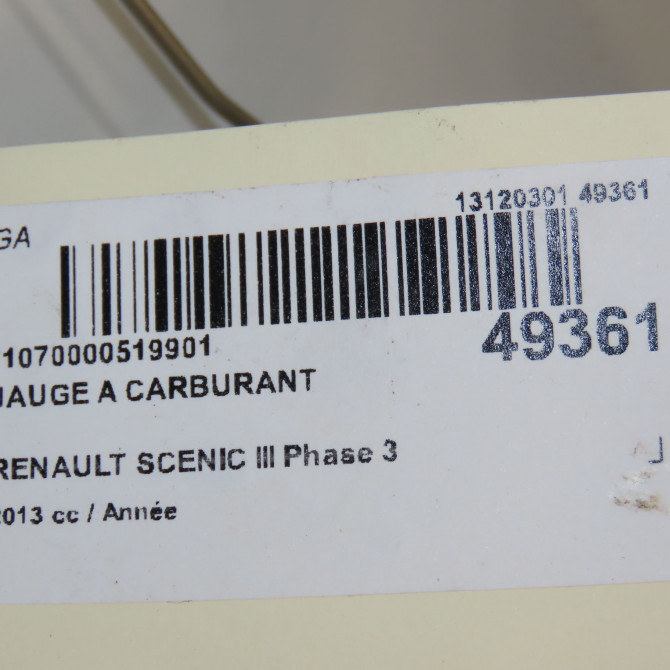 13120301 49361
GA
49361
1070000519901
JAUGE A CARBURANT
RENAULT SCENIC III Phase 3
2013 cc / Année
J